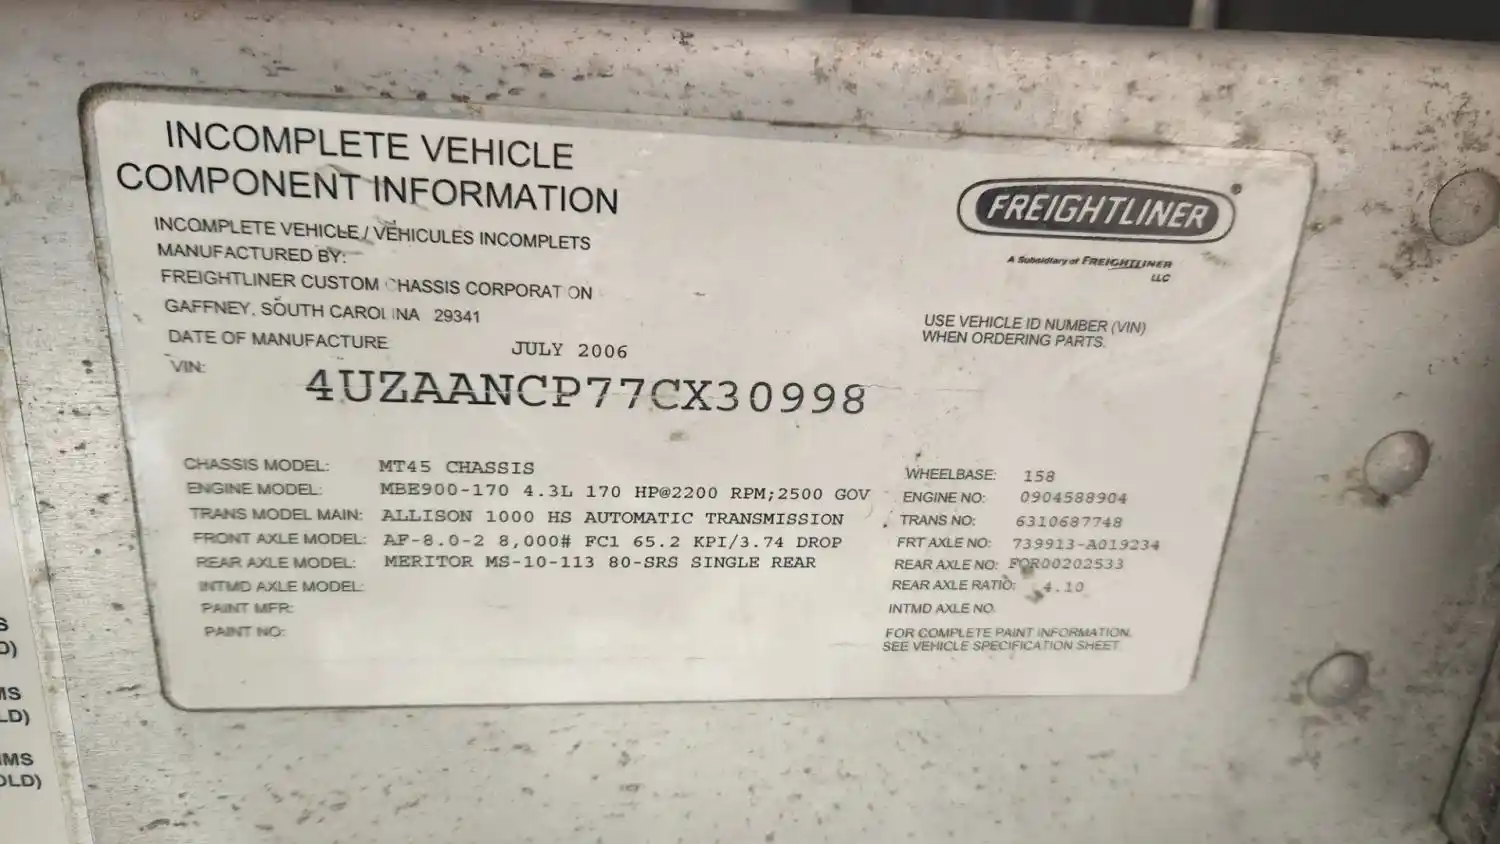 INCOMPLETE VEHICLE
COMPONENT INFORMATION
INCOMPLETE VEHICLE / VEHICULES INCOMPLETS
MANUFACTURED BY:
FREIGHTLINER CUSTOM CHASSIS CORPORATION
GAFFNEY, SOUTH CAROLINA 29341
DATE OF MANUFACTURE JULY 2006
VIN: 4UZAANCP77CX30998
FREIGHTLINER
A Subsidiary of FREIGHTLINER
LLC
USE VEHICLE ID NUMBER (VIN)
WHEN ORDERING PARTS.
CHASSIS MODEL: MT45 CHASSIS
ENGINE MODEL: MBE900-170 4.3L 170 HP@2200 RPM;2500 GOV
TRANS MODEL MAIN: ALLISON 1000 HS AUTOMATIC TRANSMISSION
FRONT AXLE MODEL: AF-8.0-2 8,000# FC1 65.2 KPI/3.74 DROP
REAR AXLE MODEL: MERITOR MS-10-113 80-SRS SINGLE REAR
INTMD AXLE MODEL:
PAINT MFR:
PAINT NO:
WHEELBASE: 158
ENGINE NO: 0904588904
TRANS NO: 6310687748
FRT AXLE NO: 739913-A019234
REAR AXLE NO: FOR00202533
REAR AXLE RATIO: 4.10
INTMD AXLE NO.
FOR COMPLETE PAINT INFORMATION,
SEE VEHICLE SPECIFICATION SHEET.